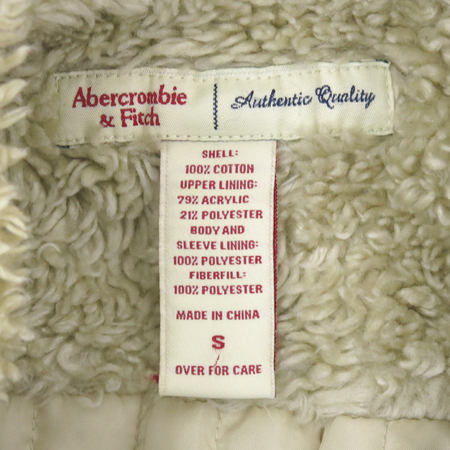 Abercrombie
& Fitch
Authentic Quality
SHELL:
100% COTTON
UPPER LINING:
79% ACRYLIC
21% POLYESTER
BODY AND
SLEEVE LINING:
100% POLYESTER
FIBERFILL:
100% POLYESTER
MADE IN CHINA
S
OVER FOR CARE